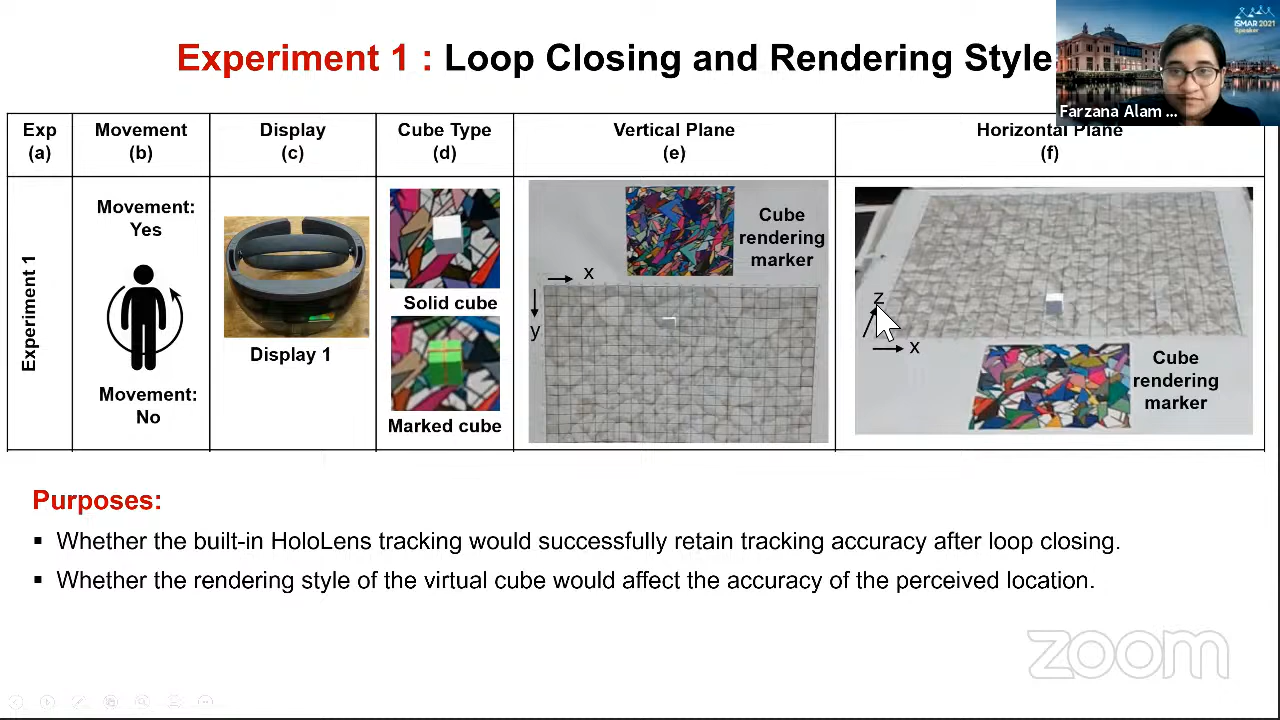 Experiment 1 : Loop Closing and Rendering Style
ISMAR 2021
Speaker
Farzana Alam ...
Exp
(a)
Movement
(b)
Display
(c)
Cube Type
(d)
Vertical Plane
(e)
Horizontal Plane
(f)
Experiment 1
Movement:
Yes
Movement:
No
Display 1
Solid cube
Marked cube
Cube
rendering
marker
x
y
z
x
Cube
rendering
marker
Purposes:
▪ Whether the built-in HoloLens tracking would successfully retain tracking accuracy after loop closing.
▪ Whether the rendering style of the virtual cube would affect the accuracy of the perceived location.
zoom